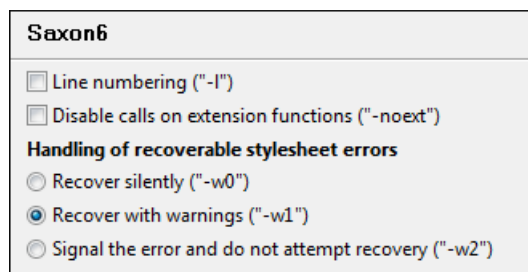 Saxon6
Line numbering ("-l")
Disable calls on extension functions ("-noext")
Handling of recoverable stylesheet errors
Recover silently ("-w0")
Recover with warnings ("-w1")
Signal the error and do not attempt recovery ("-w2")